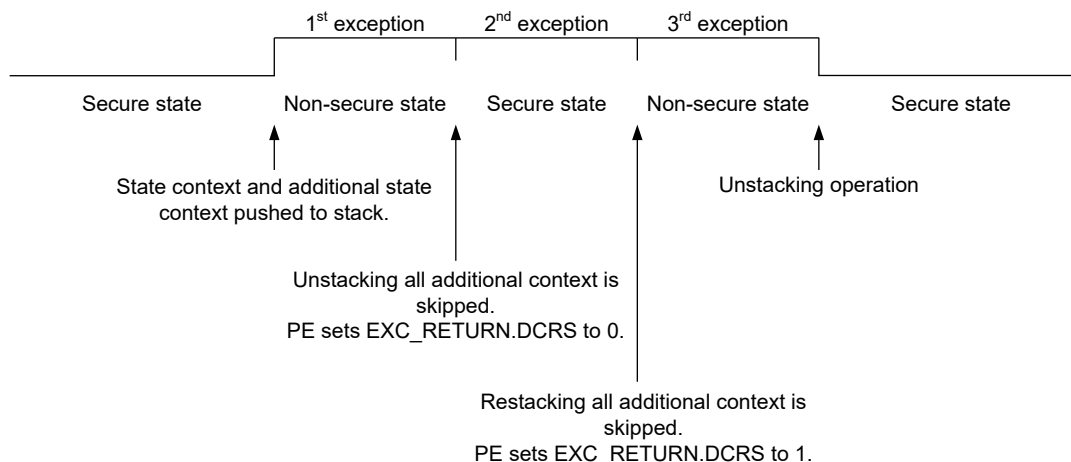 1st exception 2nd exception 3rd exception
Secure state Non-secure state Secure state Non-secure state Secure state
State context and additional state
context pushed to stack.
Unstacking operation
Unstacking all additional context is
skipped.
PE sets EXC_RETURN.DCRS to 0.
Restacking all additional context is
skipped.
PE sets EXC_RETURN.DCRS to 1.